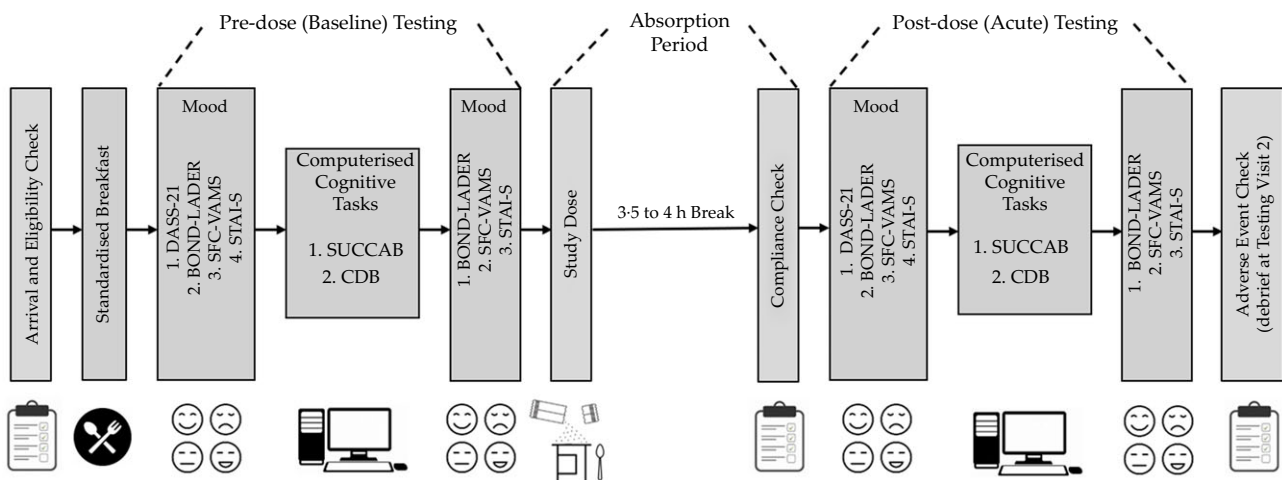 Pre-dose (Baseline) Testing
Absorption
Period
Post-dose (Acute) Testing
Arrival and Eligibility Check
Standardised Breakfast
Mood
1. DASS-21
2. BOND-LADER
3. SFC-VAMS
4. STAI-S
Computerised
Cognitive
Tasks
1. SUCCAB
2. CDB
Mood
1. BOND-LADER
2. SFC-VAMS
3. STAI-S
Study Dose
3·5 to 4 h Break
Compliance Check
Mood
1. DASS-21
2. BOND-LADER
3. SFC-VAMS
4. STAI-S
Computerised
Cognitive
Tasks
1. SUCCAB
2. CDB
Mood
1. BOND-LADER
2. SFC-VAMS
3. STAI-S
Adverse Event Check
(debrief at Testing Visit 2)